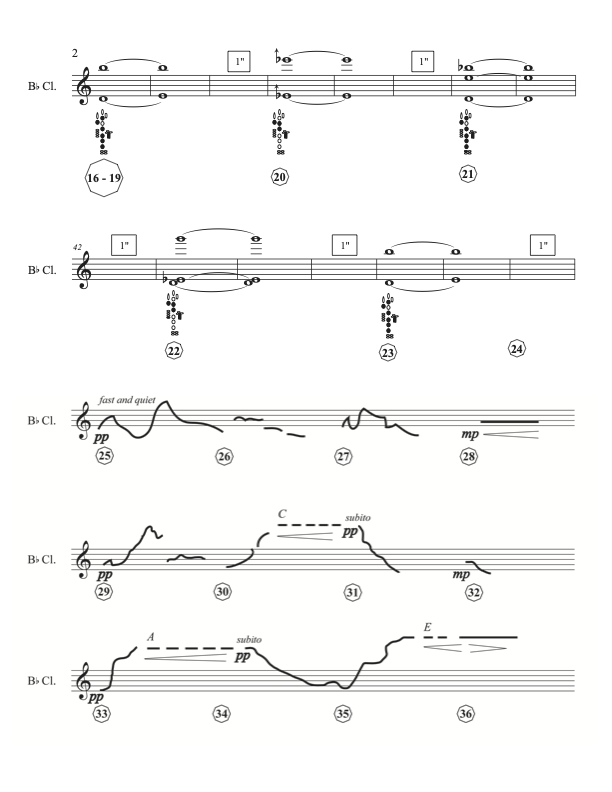 2
1"
1"
B♭ Cl.
16 - 19
20
21
42
1"
1"
1"
B♭ Cl.
22
23
24
fast and quiet
B♭ Cl.
pp
mp
25
26
27
28
C
subito
pp
B♭ Cl.
pp
mp
29
30
31
32
A
subito
E
pp
B♭ Cl.
pp
33
34
35
36